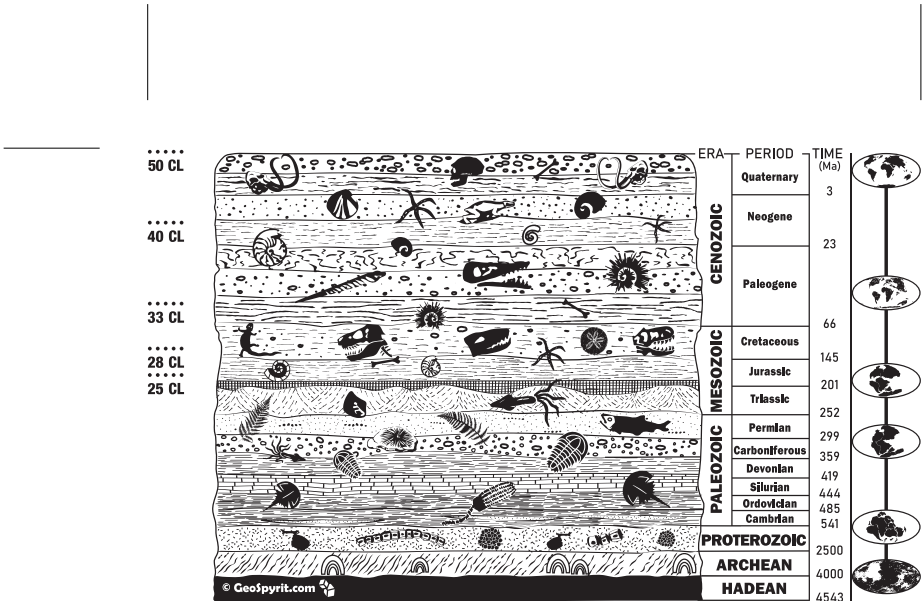 50 CL
40 CL
33 CL
28 CL
25 CL
ERA PERIOD TIME
(Ma)
CENOZOIC
Quaternary
3
Neogene
23
Paleogene
66
MESOZOIC
Cretaceous
145
Jurassic
201
Triassic
252
PALEOZOIC
Permian
299
Carboniferous
359
Devonian
419
Silurian
444
Ordovician
485
Cambrian
541
PROTEROZOIC
2500
ARCHEAN
4000
HADEAN
4543
© GeoSpyrit.com